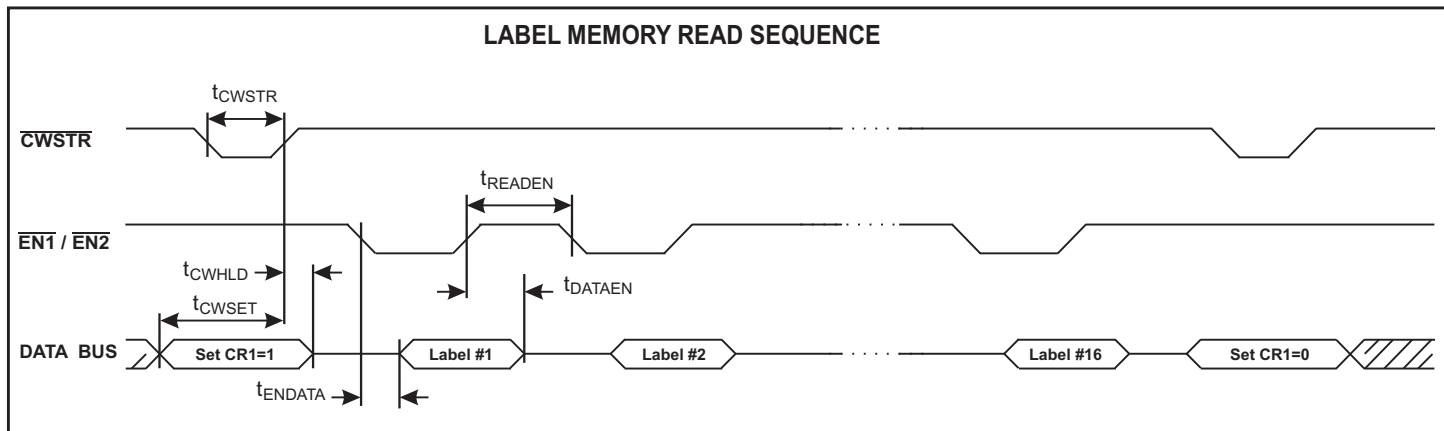 LABEL MEMORY READ SEQUENCE
tCWSTR
CWSTR
tREADEN
EN1 / EN2
tCWHLD
tDATAEN
tCWSET
DATA BUS
Set CR1=1
Label #1
Label #2
Label #16
Set CR1=0
tENDATA